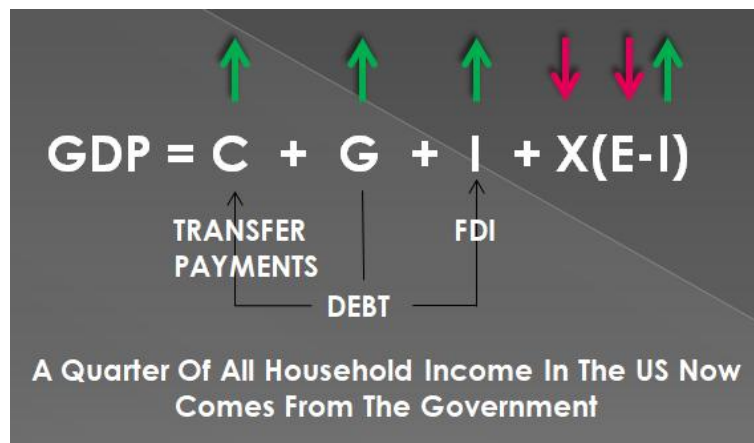 GDP = C + G + I + X(E-I)
TRANSFER FDI
PAYMENTS
DEBT
A Quarter Of All Household Income In The US Now
Comes From The Government